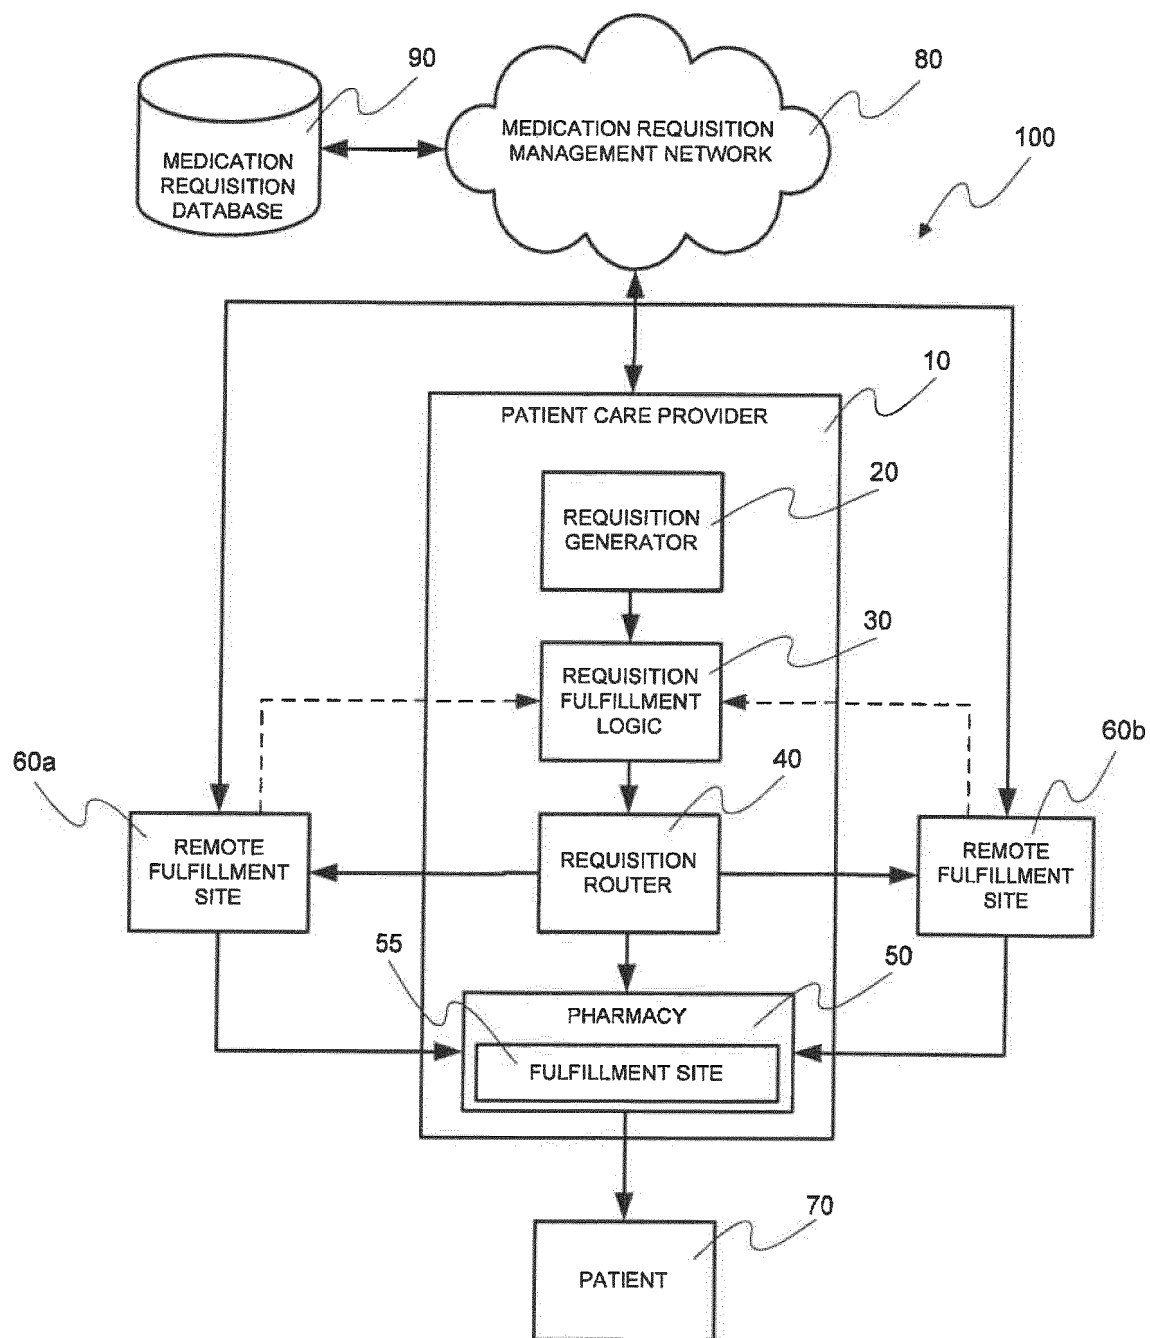 90
80
MEDICATION REQUISITION
MANAGEMENT NETWORK
100
MEDICATION
REQUISITION
DATABASE
10
PATIENT CARE PROVIDER
20
REQUISITION
GENERATOR
30
REQUISITION
FULFILLMENT
LOGIC
60a
60b
40
REMOTE
FULFILLMENT
SITE
REQUISITION
ROUTER
REMOTE
FULFILLMENT
SITE
55
50
PHARMACY
FULFILLMENT SITE
70
PATIENT